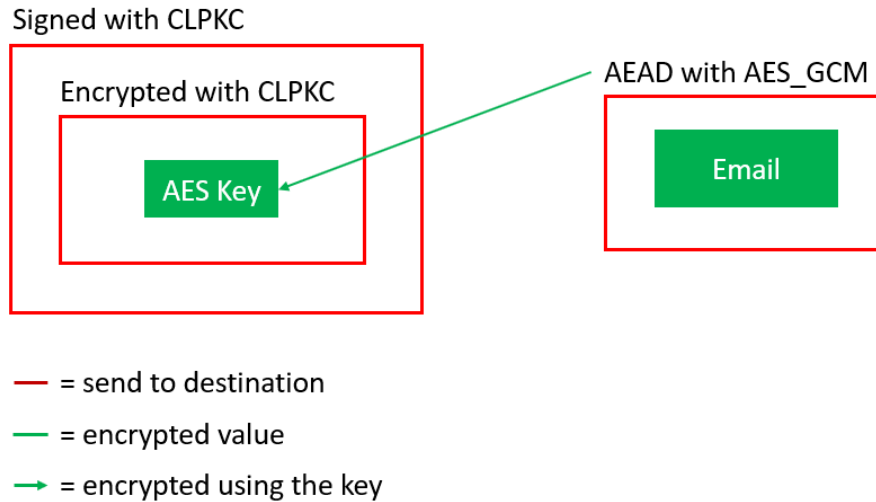 Signed with CLPKC
Encrypted with CLPKC
AES Key
AEAD with AES_GCM
Email
= send to destination
= encrypted value
= encrypted using the key